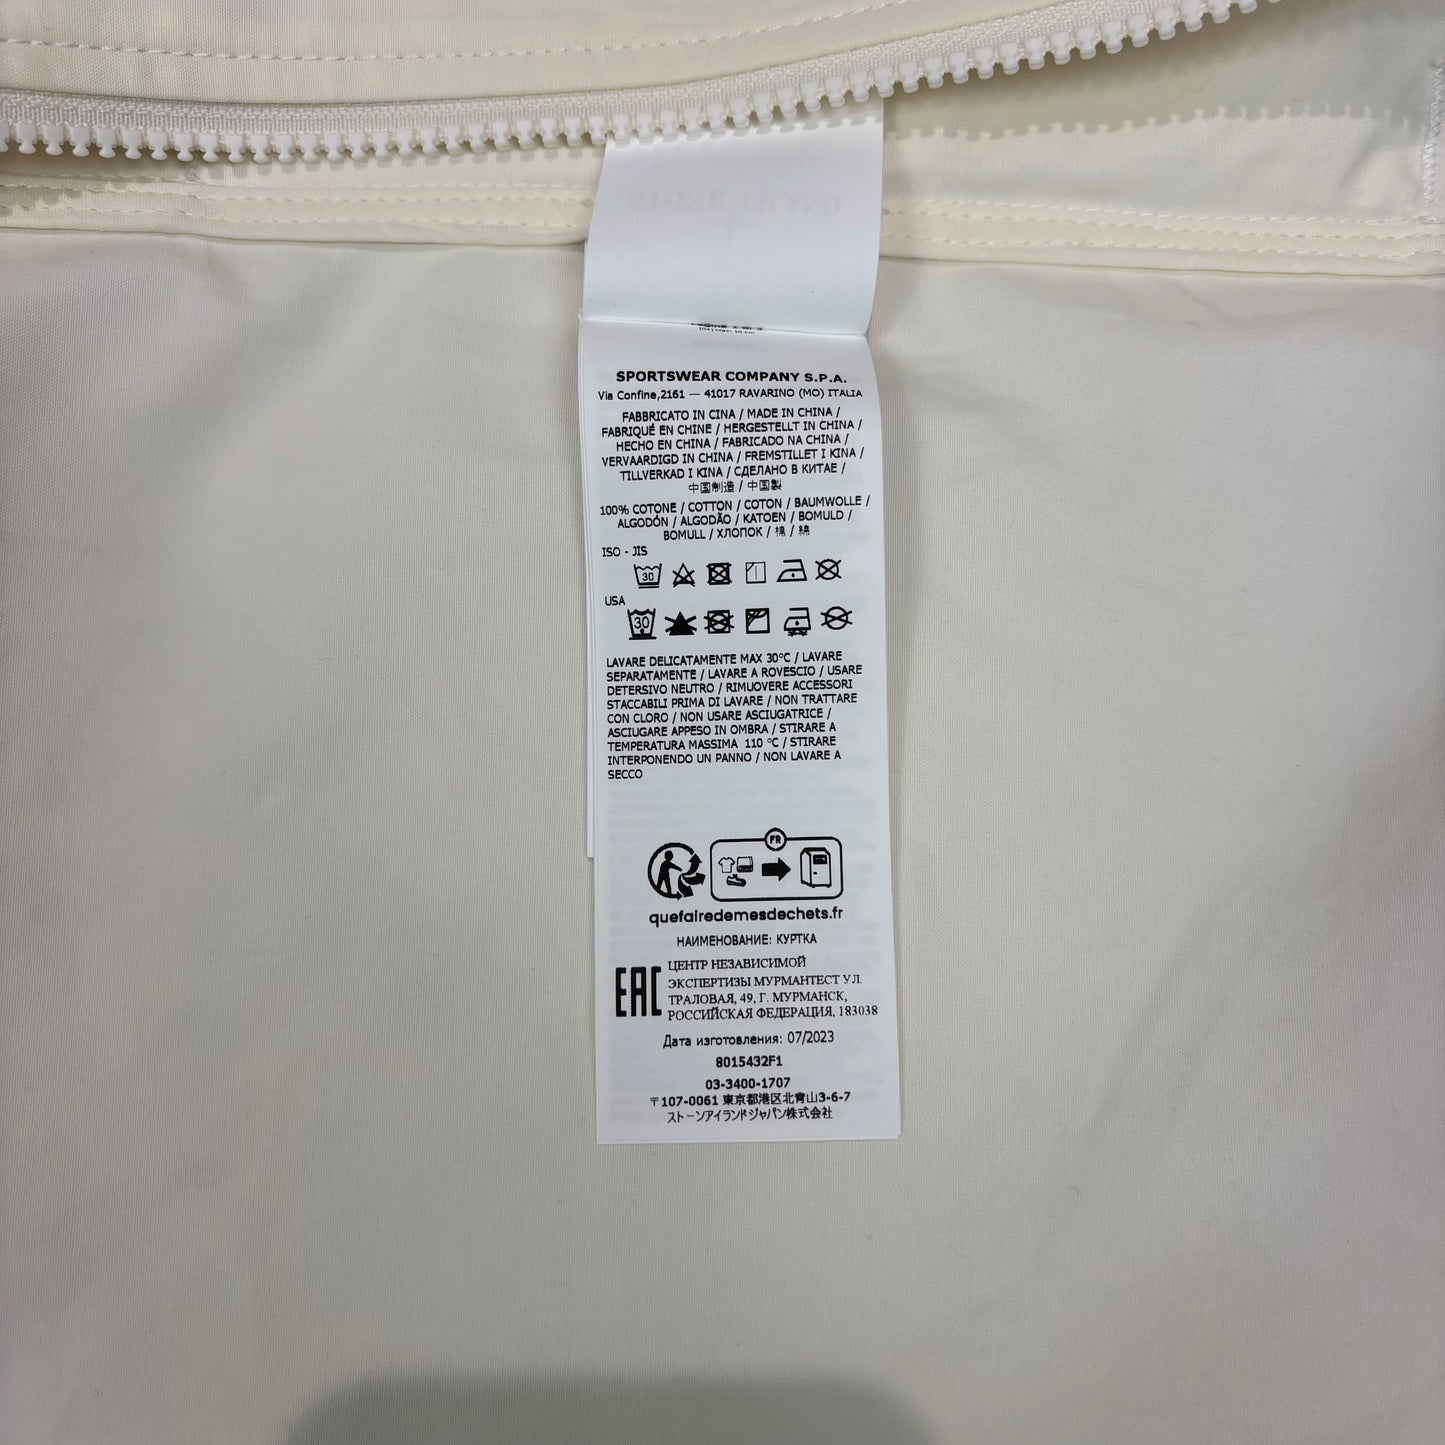 SPORTSWEAR COMPANY S.P.A.
Via Confine,2161 — 41017 RAVARINO (MO) ITALIA
FABBRICATO IN CINA / MADE IN CHINA /
FABRIQUÉ EN CHINE / HERGESTELLT IN CHINA /
HECHO EN CHINA / FABRICADO NA CHINA /
VERVAARDIGD IN CHINA / FREMSTILLET I KINA /
TILLVERKAD I KINA / СДЕЛАНО В КИТАЕ /
中国制造 / 中国製
100% COTONE / COTTON / COTON / BAUMWOLLE /
ALGODÓN / ALGODÃO / KATOEN / BOMULD /
BOMULL / ХЛОПОК / 棉 / 綿
ISO - JIS
30
USA
30
LAVARE DELICATAMENTE MAX 30°C / LAVARE
SEPARATAMENTE / LAVARE A ROVESCIO / USARE
DETERSIVO NEUTRO / RIMUOVERE ACCESSORI
STACCABILI PRIMA DI LAVARE / NON TRATTARE
CON CLORO / NON USARE ASCIUGATRICE /
ASCIUGARE APPESO IN OMBRA / STIRARE A
TEMPERATURA MASSIMA 110 °C / STIRARE
INTERPONENDO UN PANNO / NON LAVARE A
SECCO
FR
quefairedemesdechets.fr
НАИМЕНОВАНИЕ: КУРТКА
EAC
ЦЕНТР НЕЗАВИСИМОЙ
ЭКСПЕРТИЗЫ МУРМАНТЕСТ УЛ.
ТРАЛОВАЯ, 49, Г. МУРМАНСК,
РОССИЙСКАЯ ФЕДЕРАЦИЯ, 183038
Дата изготовления: 07/2023
8015432F1
03-3400-1707
〒107-0061 東京都港区北青山3-6-7
ストーンアイランドジャパン株式会社